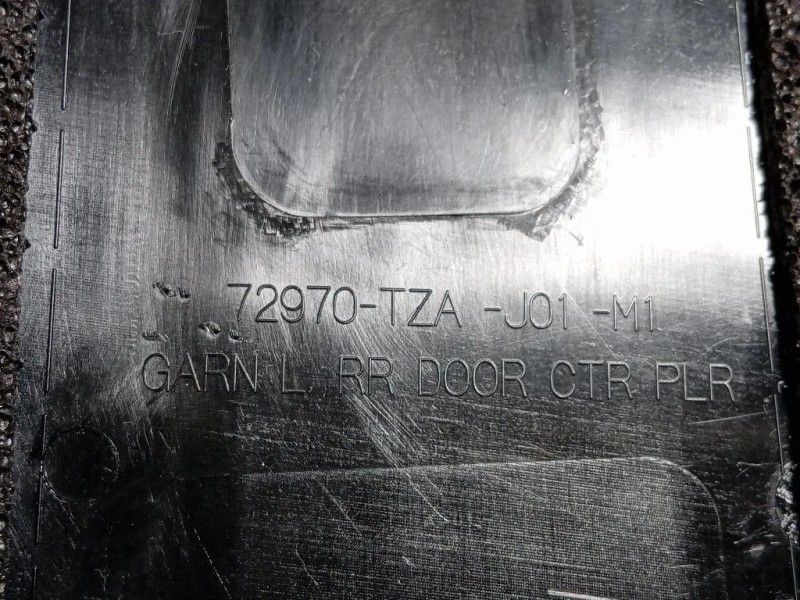 72970-TZA -J01 -M1
GARN L, RR DOOR CTR PLR